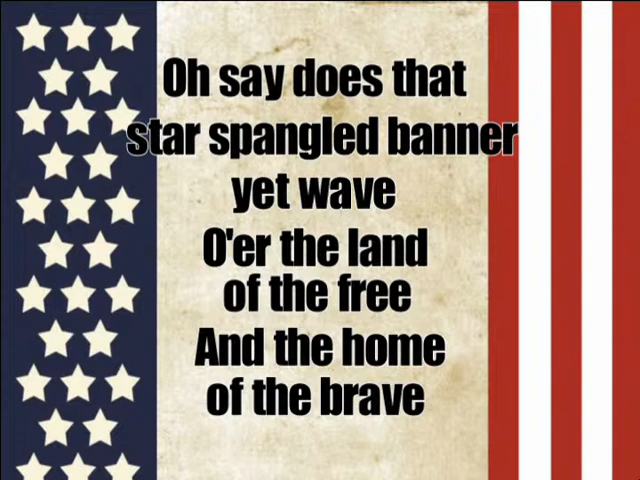 Oh say does that
star spangled banner
yet wave
O'er the land
of the free
And the home
of the brave